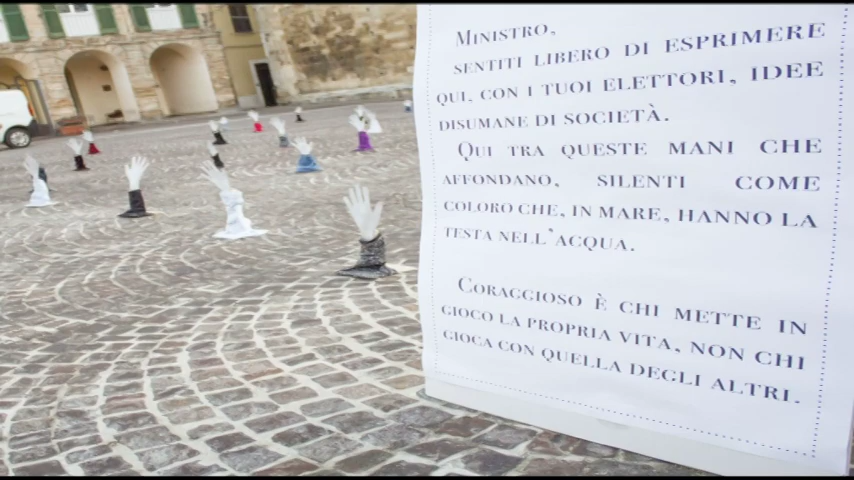 Ministro,
sentiti libero di esprimere
qui, con i tuoi elettori, idee
disumane di società.
Qui tra queste mani che
affondano, silenti come
coloro che, in mare, hanno la
testa nell'acqua.
Coraggioso è chi mette in
gioco la propria vita, non chi
gioca con quella degli altri.